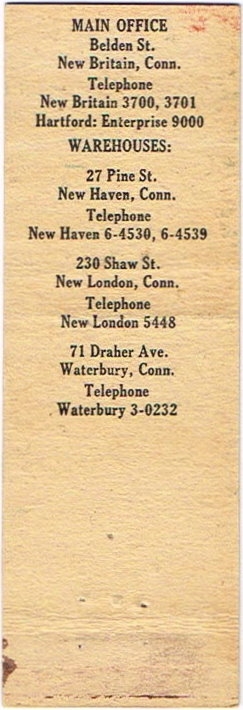 MAIN OFFICE
Belden St.
New Britain, Conn.
Telephone
New Britain 3700, 3701
Hartford: Enterprise 9000
WAREHOUSES:
27 Pine St.
New Haven, Conn.
Telephone
New Haven 6-4530, 6-4539
230 Shaw St.
New London, Conn.
Telephone
New London 5448
71 Draher Ave.
Waterbury, Conn.
Telephone
Waterbury 3-0232